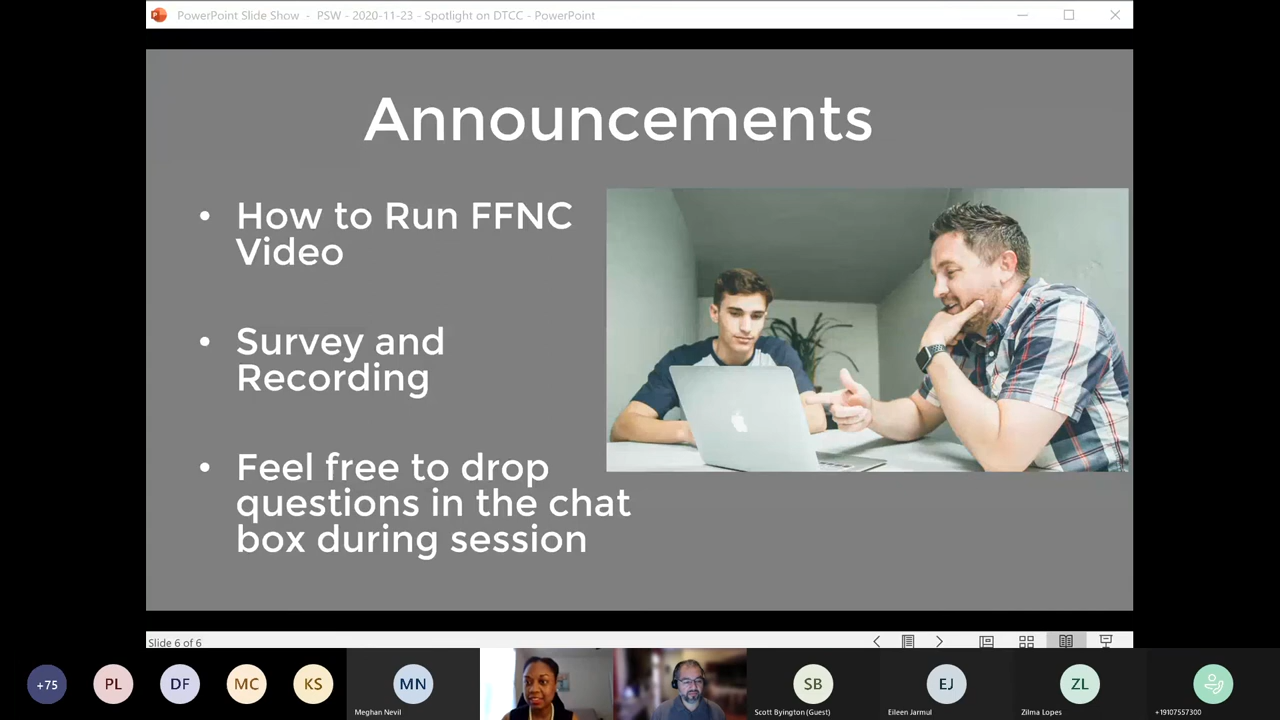 PowerPoint Slide Show - PSW - 2020-11-23 - Spotlight on DTCC - PowerPoint
Announcements
• How to Run FFNC
Video
• Survey and
Recording
• Feel free to drop
questions in the chat
box during session
Slide 6 of 6
+75
PL
DF
MC
KS
MN
Meghan Nevil
SB
Scott Byington (Guest)
EJ
Eileen Jarmul
ZL
Zilma Lopes
+19107557300